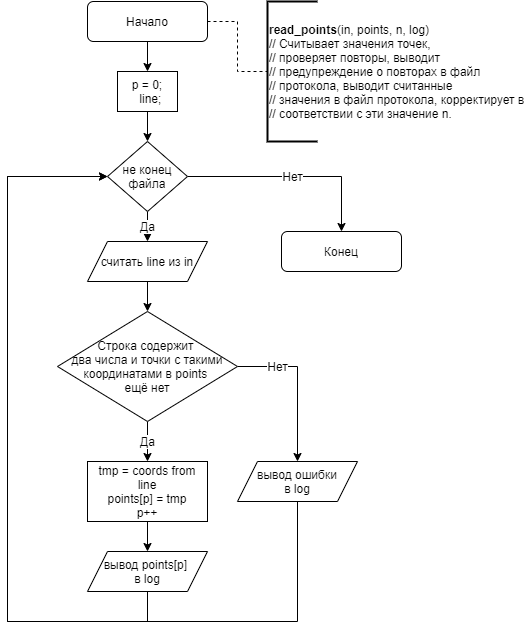 Начало
read_points(in, points, n, log)
// Считывает значения точек,
// проверяет повторы, выводит
// предупреждение о повторах в файл
// протокола, выводит считанные
// значения в файл протокола, корректирует в
// соответствии с эти значение n.
p = 0;
line;
не конец
файла
Нет
Да
Конец
считать line из in
Строка содержит
два числа и точки с такими
координатами в points
ещё нет
Нет
Да
tmp = coords from
line
points[p] = tmp
p++
вывод ошибки
в log
вывод points[p]
в log